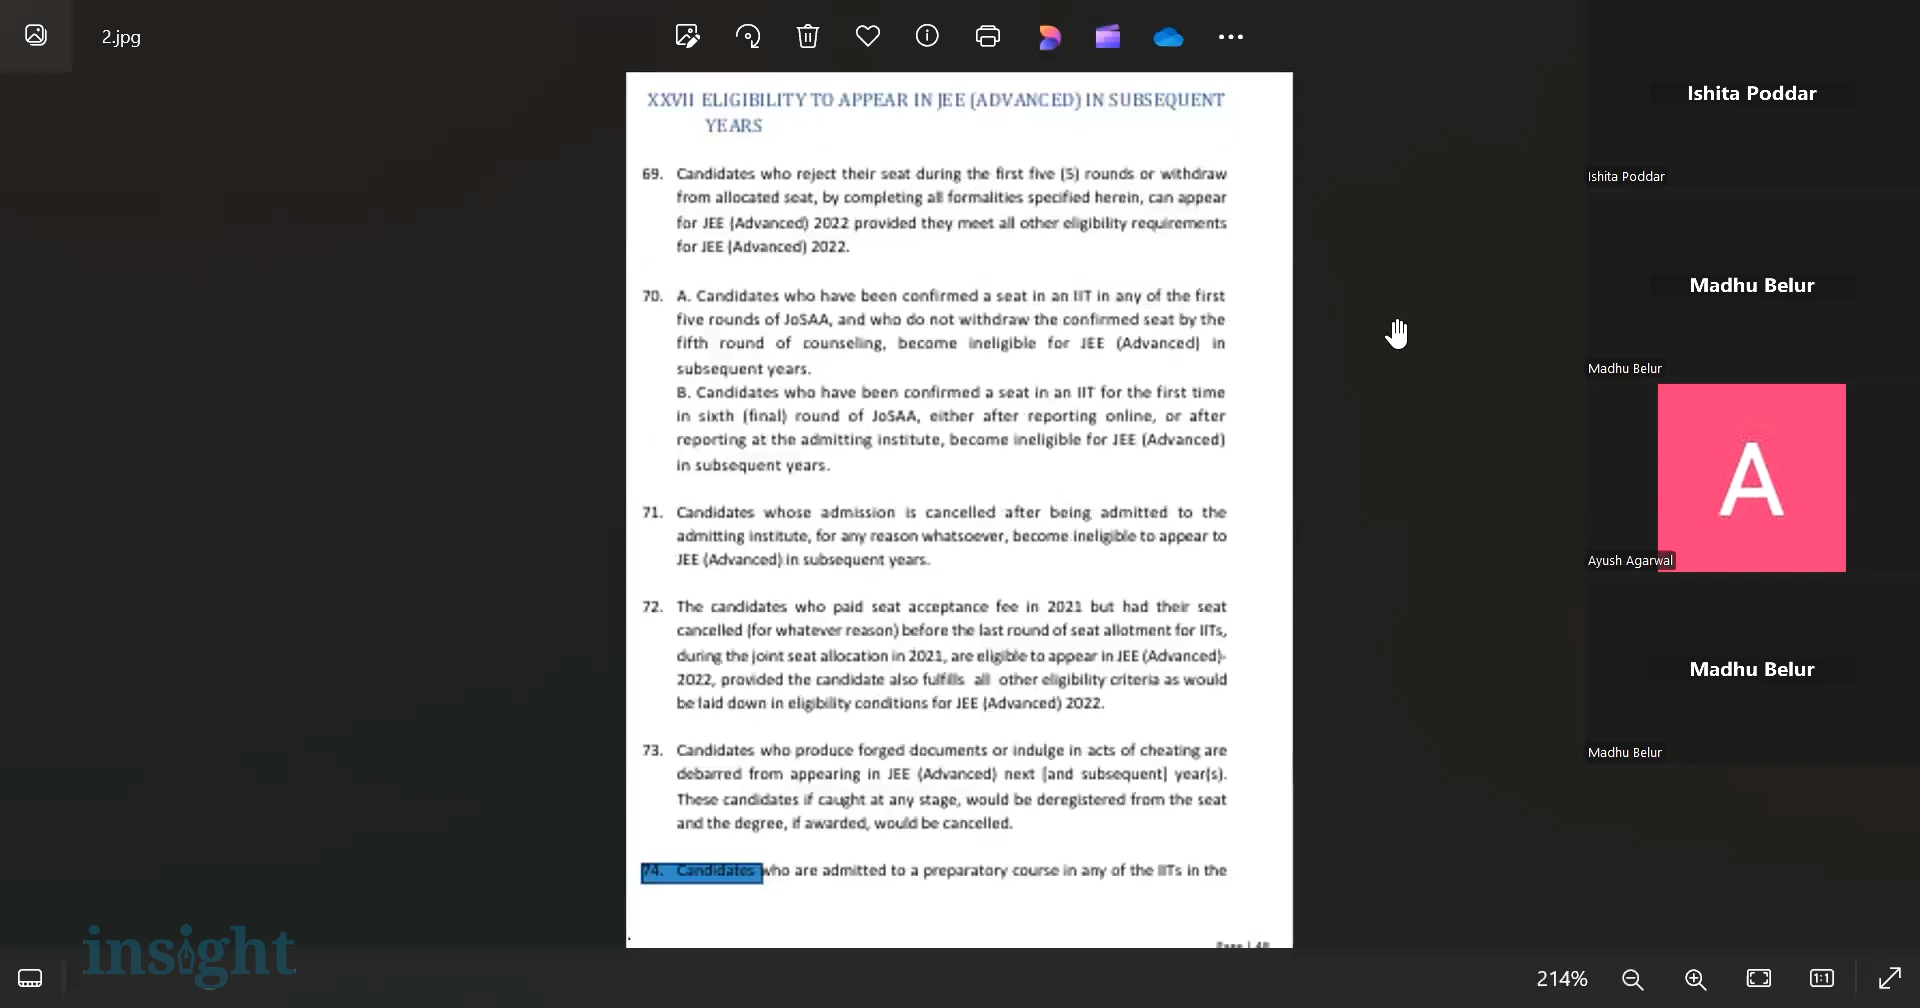 2.jpg
XXVII ELIGIBILITY TO APPEAR IN JEE (ADVANCED) IN SUBSEQUENT
YEARS
69. Candidates who reject their seat during the first five (5) rounds or withdraw
from allocated seat, by completing all formalities specified herein, can appear
for JEE (Advanced) 2022 provided they meet all other eligibility requirements
for JEE (Advanced) 2022.
70. A. Candidates who have been confirmed a seat in an IIT in any of the first
five rounds of JoSAA, and who do not withdraw the confirmed seat by the
fifth round of counseling, become ineligible for JEE (Advanced) in
subsequent years.
B. Candidates who have been confirmed a seat in an IIT for the first time
in sixth (final) round of JoSAA, either after reporting online, or after
reporting at the admitting institute, become ineligible for JEE (Advanced)
in subsequent years.
71. Candidates whose admission is cancelled after being admitted to the
admitting institute, for any reason whatsoever, become ineligible to appear to
JEE (Advanced) in subsequent years.
72. The candidates who paid seat acceptance fee in 2021 but had their seat
cancelled (for whatever reason) before the last round of seat allotment for IITs,
during the joint seat allocation in 2021, are eligible to appear in JEE (Advanced)-
2022, provided the candidate also fulfills all other eligibility criteria as would
be laid down in eligibility conditions for JEE (Advanced) 2022.
73. Candidates who produce forged documents or indulge in acts of cheating are
debarred from appearing in JEE (Advanced) next [and subsequent] year(s).
These candidates if caught at any stage, would be deregistered from the seat
and the degree, if awarded, would be cancelled.
74. Candidates who are admitted to a preparatory course in any of the IITs in the
Ishita Poddar
Ishita Poddar
Madhu Belur
Madhu Belur
A
Ayush Agarwal
Madhu Belur
Madhu Belur
insight
214%
1:1